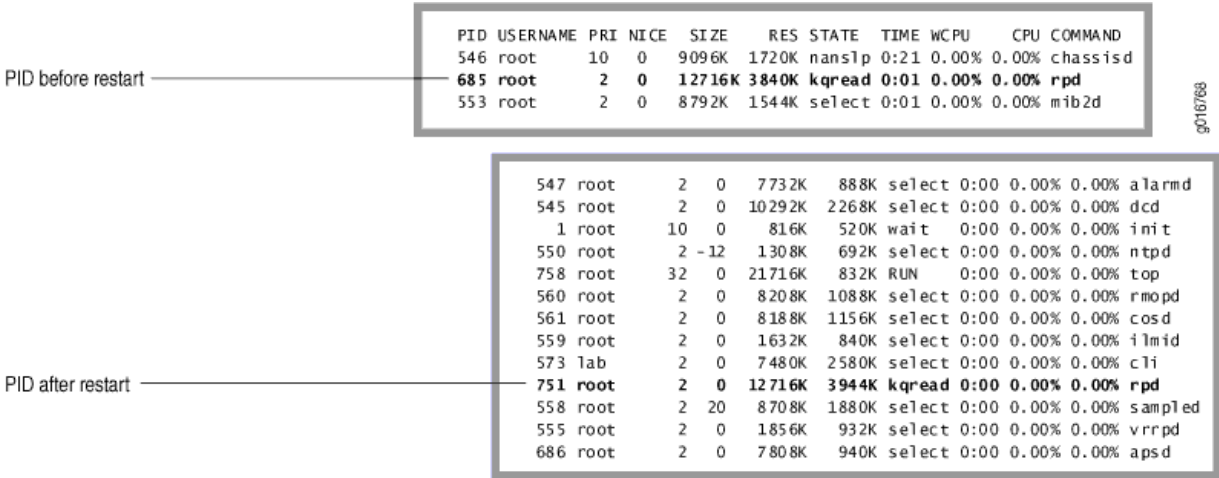 PID USERNAME PRI NICE SIZE RES STATE TIME WCPU CPU COMMAND
546 root 10 0 9096K 1720K nanslp 0:21 0.00% 0.00% chassisd
PID before restart
685 root 2 0 12716K 3840K kqread 0:01 0.00% 0.00% rpd
553 root 2 0 8792K 1544K select 0:01 0.00% 0.00% mib2d
g016768
547 root 2 0 7732K 888K select 0:00 0.00% 0.00% alarmd
545 root 2 0 10292K 2268K select 0:00 0.00% 0.00% dcd
1 root 10 0 816K 520K wait 0:00 0.00% 0.00% init
550 root 2 -12 1308K 692K select 0:00 0.00% 0.00% ntpd
758 root 32 0 21716K 832K RUN 0:00 0.00% 0.00% top
560 root 2 0 8208K 1088K select 0:00 0.00% 0.00% rmopd
561 root 2 0 8188K 1156K select 0:00 0.00% 0.00% cosd
559 root 2 0 1632K 840K select 0:00 0.00% 0.00% ilmid
573 lab 2 0 7480K 2580K select 0:00 0.00% 0.00% cli
PID after restart
751 root 2 0 12716K 3944K kqread 0:00 0.00% 0.00% rpd
558 root 2 20 8708K 1880K select 0:00 0.00% 0.00% sampled
555 root 2 0 1856K 932K select 0:00 0.00% 0.00% vrrpd
686 root 2 0 7808K 940K select 0:00 0.00% 0.00% apsd